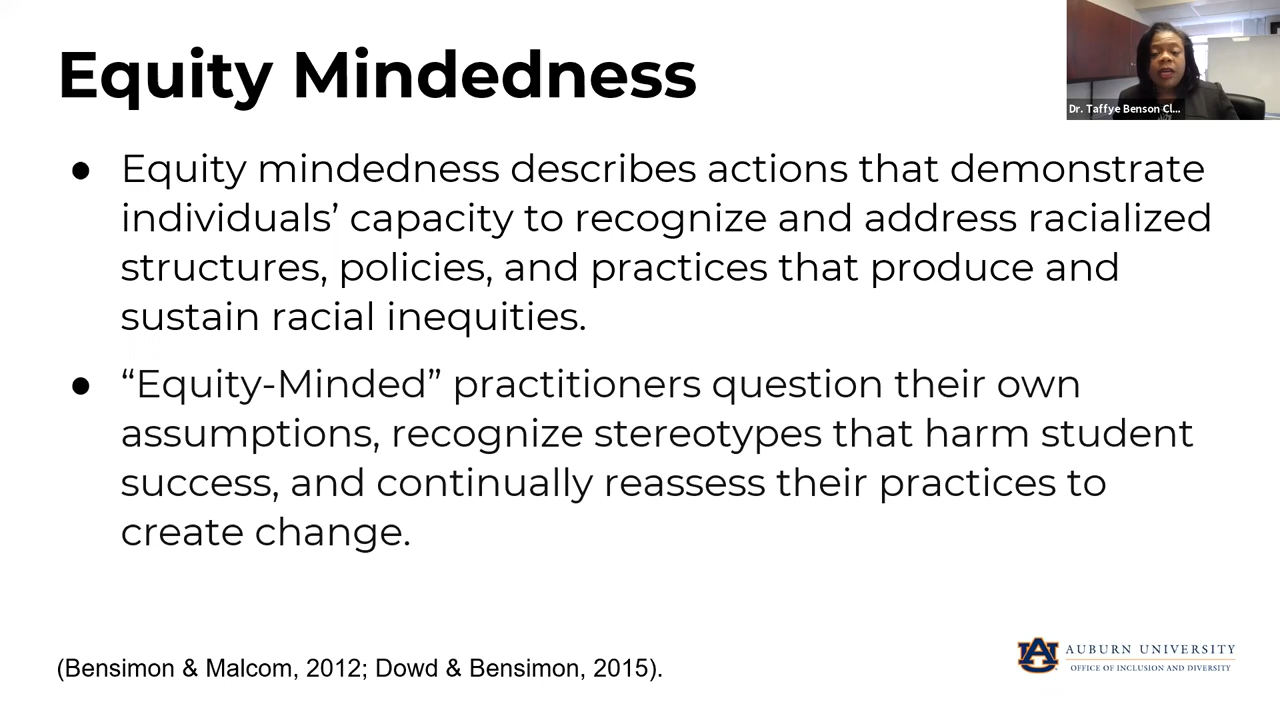 Equity Mindedness
Dr. Taffye Benson Cl...
● Equity mindedness describes actions that demonstrate
individuals’ capacity to recognize and address racialized
structures, policies, and practices that produce and
sustain racial inequities.
● “Equity-Minded” practitioners question their own
assumptions, recognize stereotypes that harm student
success, and continually reassess their practices to
create change.
(Bensimon & Malcom, 2012; Dowd & Bensimon, 2015).
AU
AUBURN UNIVERSITY
OFFICE OF INCLUSION AND DIVERSITY